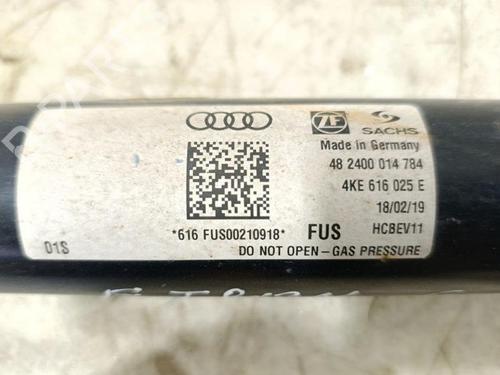 ZF SACHS
Made in Germany
48 2400 014 784
4KE 616 025 E
18/02/19
*616 FUS00210918* FUS HCBEV11
01S DO NOT OPEN-GAS PRESSURE